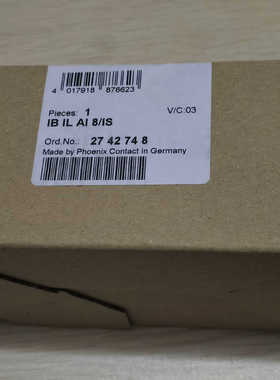 4 017918 876623
Pieces: 1 V/C:03
IB IL AI 8/IS
Ord.No.: 27 42 74 8
Made by Phoenix Contact in Germany